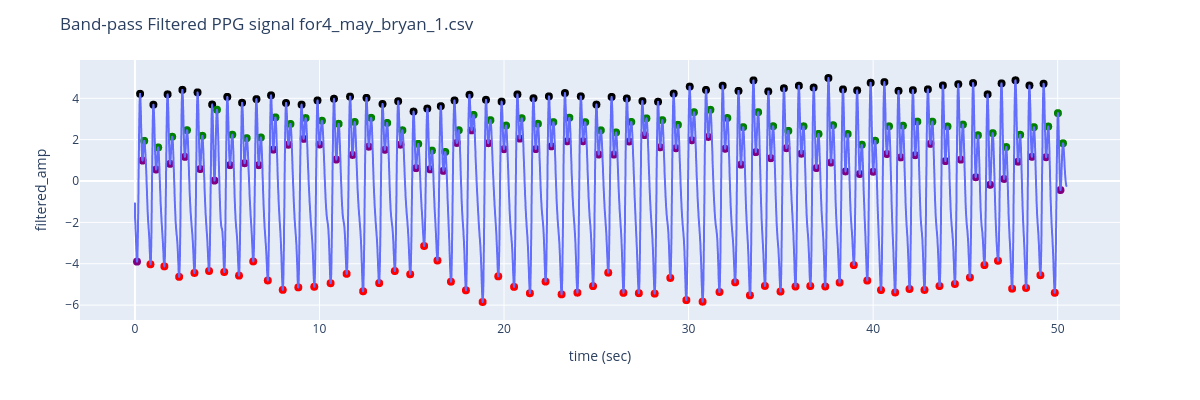 Band-pass Filtered PPG signal for4_may_bryan_1.csv
filtered_amp
4
2
0
−2
−4
−6
0 10 20 30 40 50
time (sec)